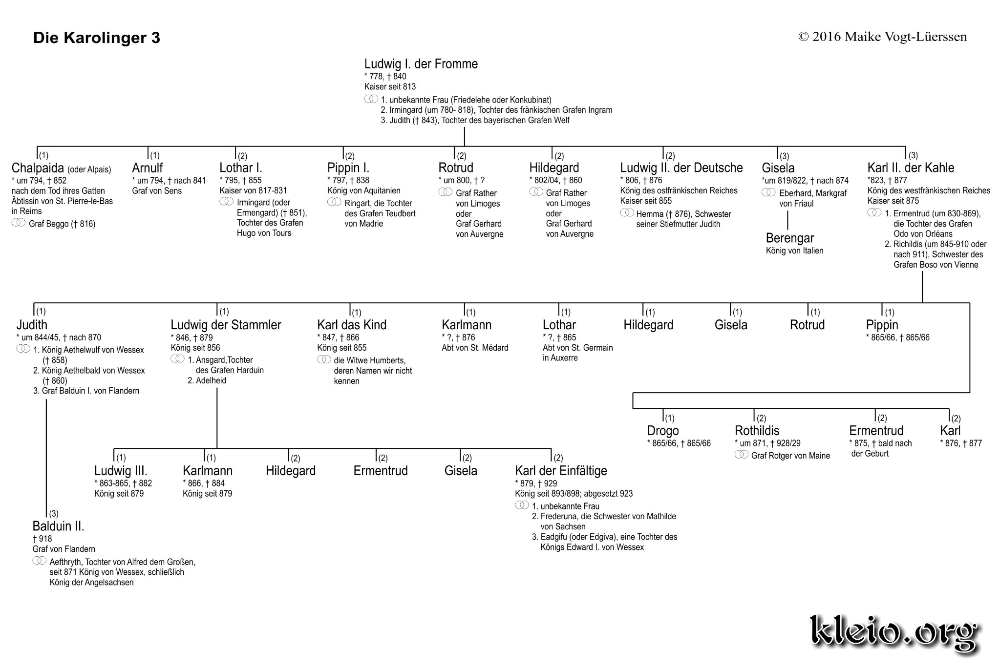 Die Karolinger 3
© 2016 Maike Vogt-Lüerssen
Ludwig I. der Fromme
* 778, † 840
Kaiser seit 813
1. unbekannte Frau (Friedelehe oder Konkubinat)
2. Irmingard (um 780- 818), Tochter des fränkischen Grafen Ingram
3. Judith († 843), Tochter des bayerischen Grafen Welf
(1)
Chalpaida (oder Alpais)
* um 794, † 852
nach dem Tod ihres Gatten
Äbtissin von St. Pierre-le-Bas
in Reims
Graf Beggo († 816)
(1)
Arnulf
* um 794, † nach 841
Graf von Sens
(2)
Lothar I.
* 795, † 855
Kaiser von 817-831
Irmingard (oder
Ermengard) († 851),
Tochter des Grafen
Hugo von Tours
(2)
Pippin I.
* 797, † 838
König von Aquitanien
Ringart, die Tochter
des Grafen Teudbert
von Madrie
(2)
Rotrud
* um 800, † ?
Graf Rather
von Limoges
oder
Graf Gerhard
von Auvergne
(2)
Hildegard
* 802/04, † 860
Graf Rather
von Limoges
oder
Graf Gerhard
von Auvergne
(2)
Ludwig II. der Deutsche
* 806, † 876
König des ostfränkischen Reiches
Kaiser seit 855
Hemma († 876), Schwester
seiner Stiefmutter Judith
(3)
Gisela
*um 819/822, † nach 874
Eberhard, Markgraf
von Friaul
Berengar
König von Italien
(3)
Karl II. der Kahle
*823, † 877
König des westfränkischen Reiches
Kaiser seit 875
1. Ermentrud (um 830-869),
die Tochter des Grafen
Odo von Orléans
2. Richildis (um 845-910 oder
nach 911), Schwester des
Grafen Boso von Vienne
(1)
Judith
* um 844/45, † nach 870
1. König Aethelwulf von Wessex
(† 858)
2. König Aethelbald von Wessex
(† 860)
3. Graf Balduin I. von Flandern
(1)
Ludwig der Stammler
* 846, † 879
König seit 856
1. Ansgard,Tochter
des Grafen Harduin
2. Adelheid
(1)
Karl das Kind
* 847, † 866
König seit 855
die Witwe Humberts,
deren Namen wir nicht
kennen
(1)
Karlmann
* ?, † 876
Abt von St. Médard
(1)
Lothar
* ?, † 865
Abt von St. Germain
in Auxerre
(1)
Hildegard
(1)
Gisela
(1)
Rotrud
(1)
Pippin
* 865/66, † 865/66
(1)
Drogo
* 865/66, † 865/66
(2)
Rothildis
* um 871, † 928/29
Graf Rotger von Maine
(2)
Ermentrud
* 875, † bald nach
der Geburt
(2)
Karl
* 876, † 877
(1)
Ludwig III.
* 863-865, † 882
König seit 879
(1)
Karlmann
* 866, † 884
König seit 879
(2)
Hildegard
(2)
Ermentrud
(2)
Gisela
(2)
Karl der Einfältige
* 879, † 929
König seit 893/898; abgesetzt 923
1. unbekannte Frau
2. Frederuna, die Schwester von Mathilde
von Sachsen
3. Eadgifu (oder Edgiva), eine Tochter des
Königs Edward I. von Wessex
(3)
Balduin II.
† 918
Graf von Flandern
Aefthryth, Tochter von Alfred dem Großen,
seit 871 König von Wessex, schließlich
König der Angelsachsen
kleio.org